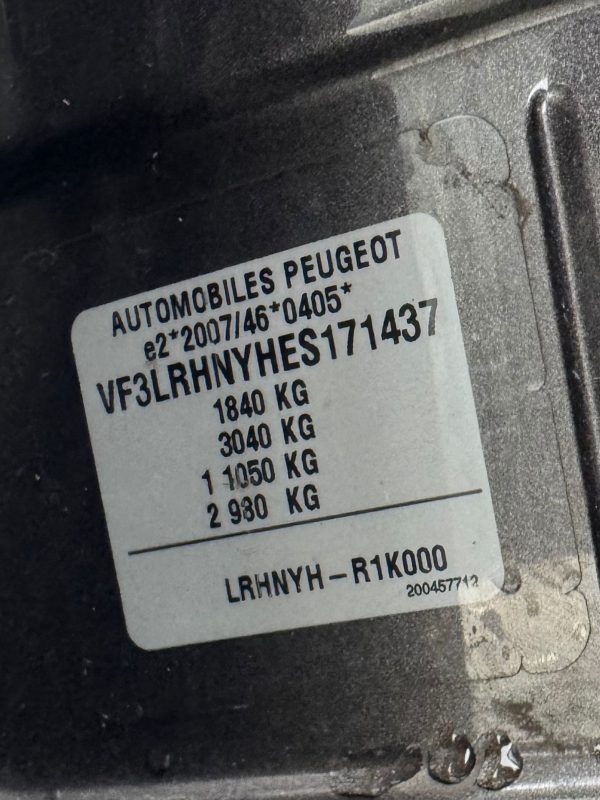 AUTOMOBILES PEUGEOT
e2*2007/46*0405*
VF3LRHNYHES171437
1840 KG
3040 KG
1 1050 KG
2 980 KG
LRHNYH-R1K000
200457712